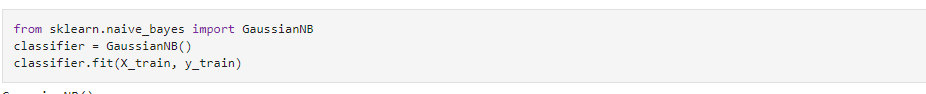 from sklearn.naive_bayes import GaussianNB
classifier = GaussianNB()
classifier.fit(X_train, y_train)